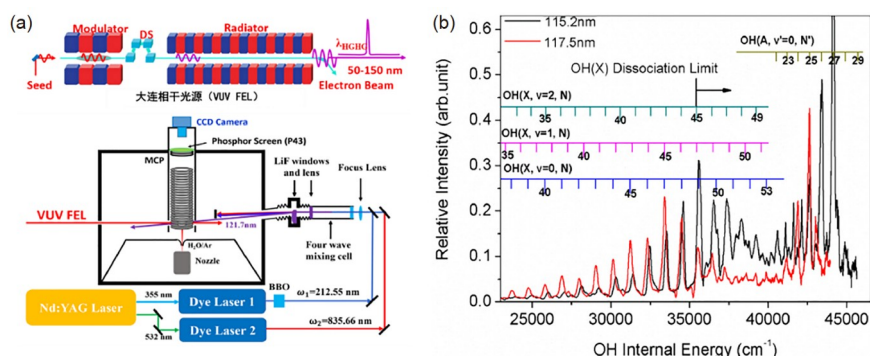 (a)
Modulator
DS
Radiator
λHGHG
Seed
50-150 nm
Electron Beam
大连相干光源（VUV FEL）
CCD Camera
Phosphor Screen (P43)
MCP
LiF windows
and lens
Focus Lens
VUV FEL
121.7nm
H₂O/Ar
Nozzle
Four wave
mixing cell
Nd:YAG Laser
355 nm
Dye Laser 1
BBO
ω₁=212.55 nm
532 nm
Dye Laser 2
ω₂=835.66 nm
(b)
115.2nm
117.5nm
OH(A, v'=0, N')
23 25 27 29
OH(X) Dissociation Limit
OH(X, v=2, N)
35 40 45 49
OH(X, v=1, N)
35 40 45 50
OH(X, v=0, N)
40 45 50 53
Relative Intensity (arb.unit)
0.6
0.5
0.4
0.3
0.2
0.1
0.0
25000 30000 35000 40000 45000
OH Internal Energy (cm⁻¹)